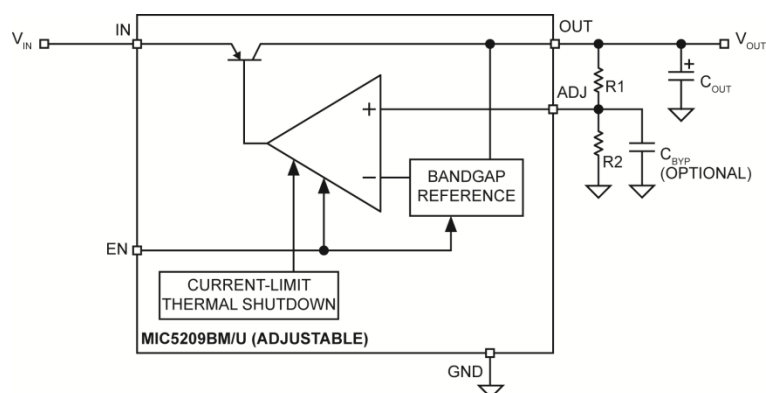 IN
OUT
V_IN
V_OUT
R1
+
C_OUT
ADJ
+
R2
C_BYP
(OPTIONAL)
−
BANDGAP
REFERENCE
EN
CURRENT-LIMIT
THERMAL SHUTDOWN
MIC5209BM/U (ADJUSTABLE)
GND